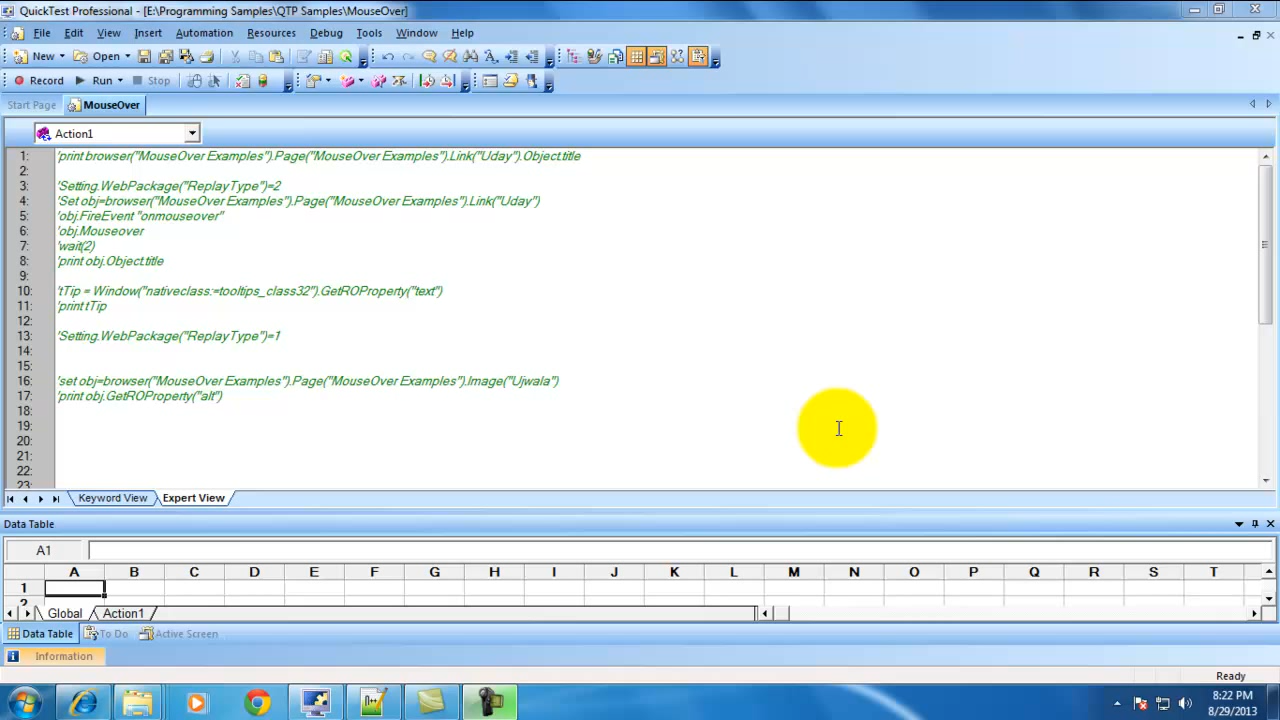 QuickTest Professional - [E:\Programming Samples\QTP Samples\MouseOver]
File Edit View Insert Automation Resources Debug Tools Window Help
New Open
Record Run Stop
Start Page MouseOver
Action1
1: 'print browser("MouseOver Examples").Page("MouseOver Examples").Link("Uday").Object.title
2:
3: 'Setting.WebPackage("ReplayType")=2
4: 'Set obj=browser("MouseOver Examples").Page("MouseOver Examples").Link("Uday")
5: 'obj.FireEvent "onmouseover"
6: 'obj.Mouseover
7: 'wait(2)
8: 'print obj.Object.title
9:
10: 'tTip = Window("nativeclass:=tooltips_class32").GetROProperty("text")
11: 'print tTip
12:
13: 'Setting.WebPackage("ReplayType")=1
14:
15:
16: 'set obj=browser("MouseOver Examples").Page("MouseOver Examples").Image("Ujwala")
17: 'print obj.GetROProperty("alt")
18:
19:
20:
21:
22:
23:
Keyword View Expert View
Data Table
A1
A B C D E F G H I J K L M N O P Q R S T
1
2
Global Action1
Data Table To Do Active Screen
Information
Ready
8:22 PM
8/29/2013